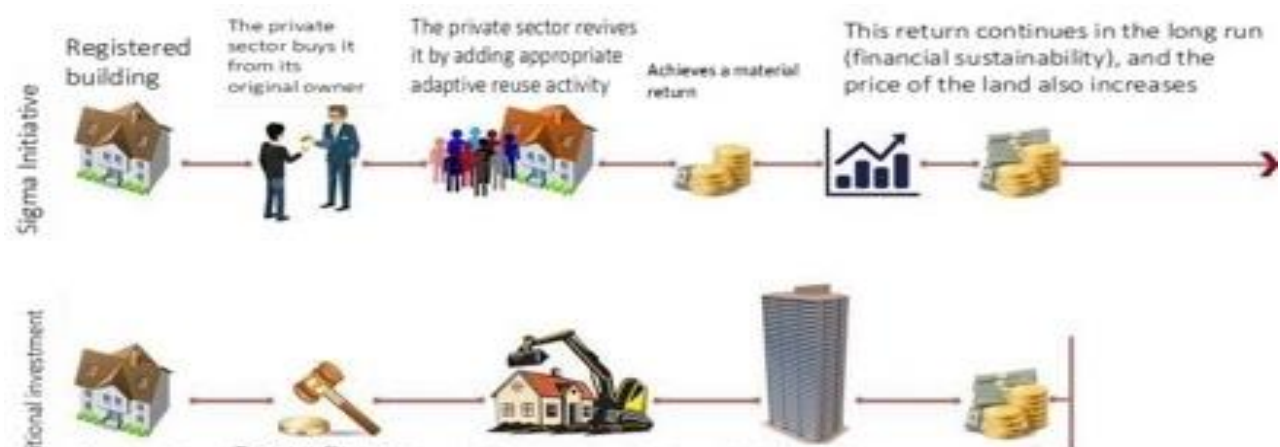 Sigma Initiative
Registered
building
The private
sector buys it
from its
original owner
The private sector revives
it by adding appropriate
adaptive reuse activity
Achieves a material
return
This return continues in the long run
(financial sustainability), and the
price of the land also increases
itional investment